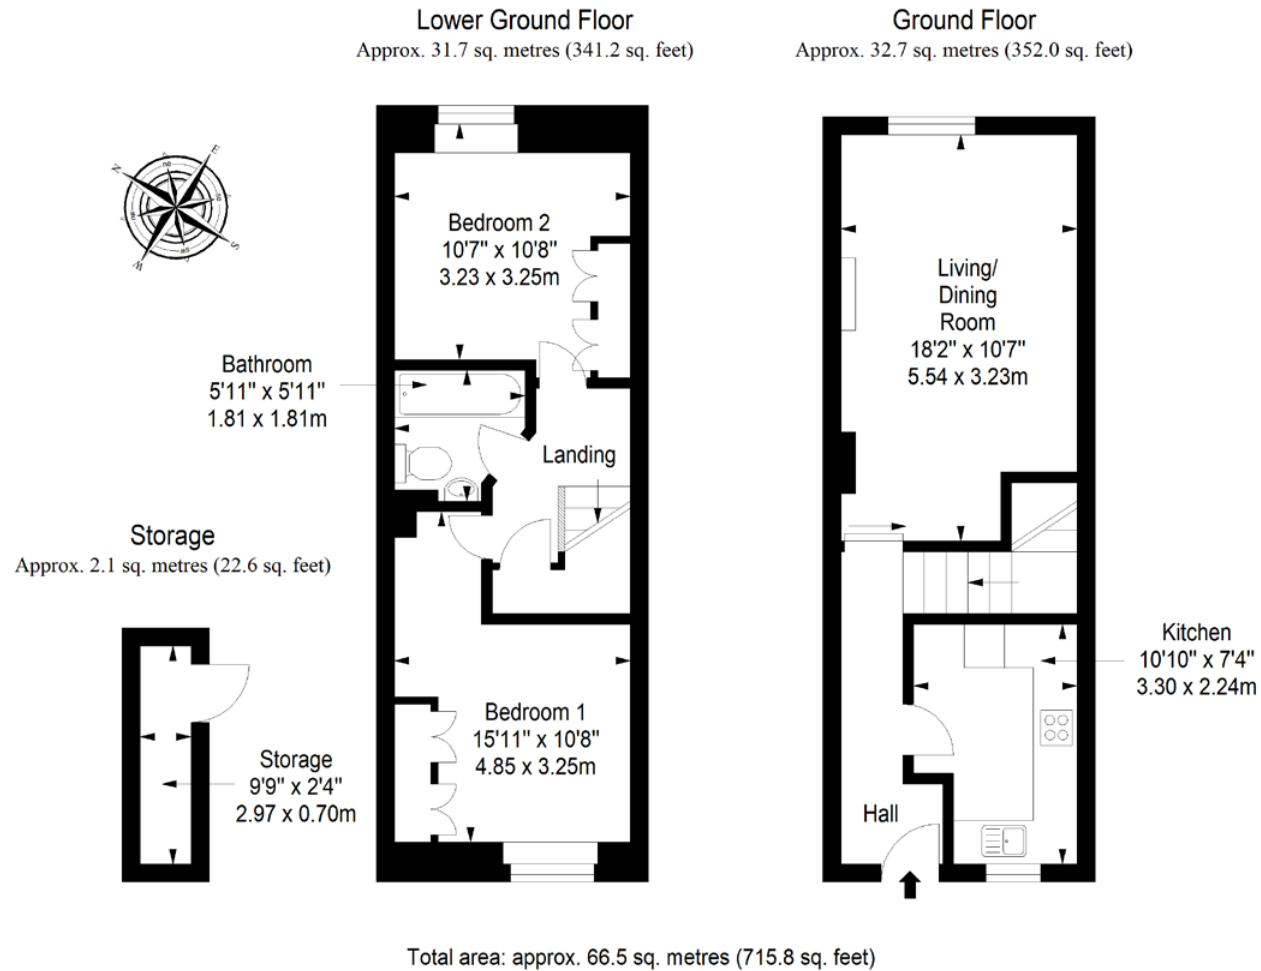 Lower Ground Floor
Approx. 31.7 sq. metres (341.2 sq. feet)
Ground Floor
Approx. 32.7 sq. metres (352.0 sq. feet)
N
E
S
W
Bedroom 2
10'7" x 10'8"
3.23 x 3.25m
Living/
Dining
Room
18'2" x 10'7"
5.54 x 3.23m
Bathroom
5'11" x 5'11"
1.81 x 1.81m
Landing
Storage
Approx. 2.1 sq. metres (22.6 sq. feet)
Kitchen
10'10" x 7'4"
3.30 x 2.24m
Bedroom 1
15'11" x 10'8"
4.85 x 3.25m
Storage
9'9" x 2'4"
2.97 x 0.70m
Hall
Total area: approx. 66.5 sq. metres (715.8 sq. feet)